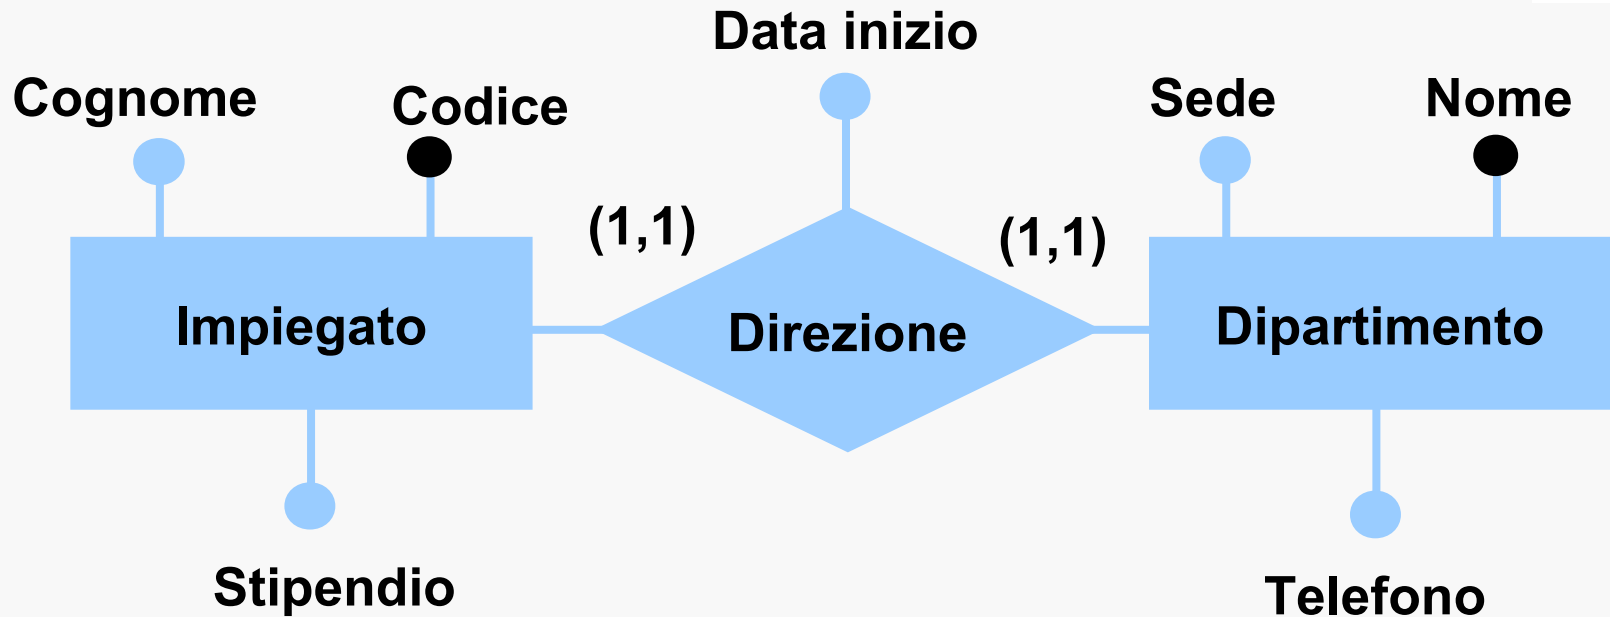 Data inizio
Cognome
Codice
Sede
Nome
(1,1)
(1,1)
Impiegato
Direzione
Dipartimento
Stipendio
Telefono